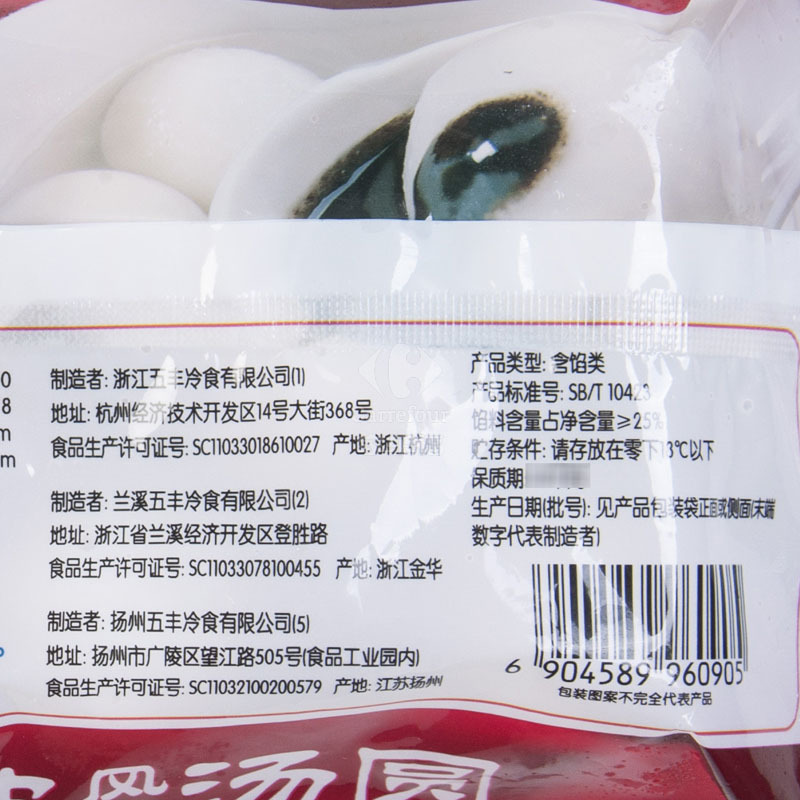 0
8
m
m
制造者: 浙江五丰冷食有限公司(1)
地址: 杭州经济技术开发区14号大街368号
食品生产许可证号: SC11033018610027 产地: 浙江杭州
制造者: 兰溪五丰冷食有限公司(2)
地址: 浙江省兰溪经济开发区登胜路
食品生产许可证号: SC11033078100455 产地: 浙江金华
制造者: 扬州五丰冷食有限公司(5)
地址: 扬州市广陵区望江路505号(食品工业园内)
食品生产许可证号: SC11032100200579 产地: 江苏扬州
产品类型: 含馅类
产品标准号: SB/T 10423
馅料含量占净含量≥25%
贮存条件: 请存放在零下18℃以下
保质期
生产日期(批号): 见产品包装袋正面或侧面(末端
数字代表制造者)
6 904589 960905
包装图案不完全代表产品
Carrefour
风汤圆